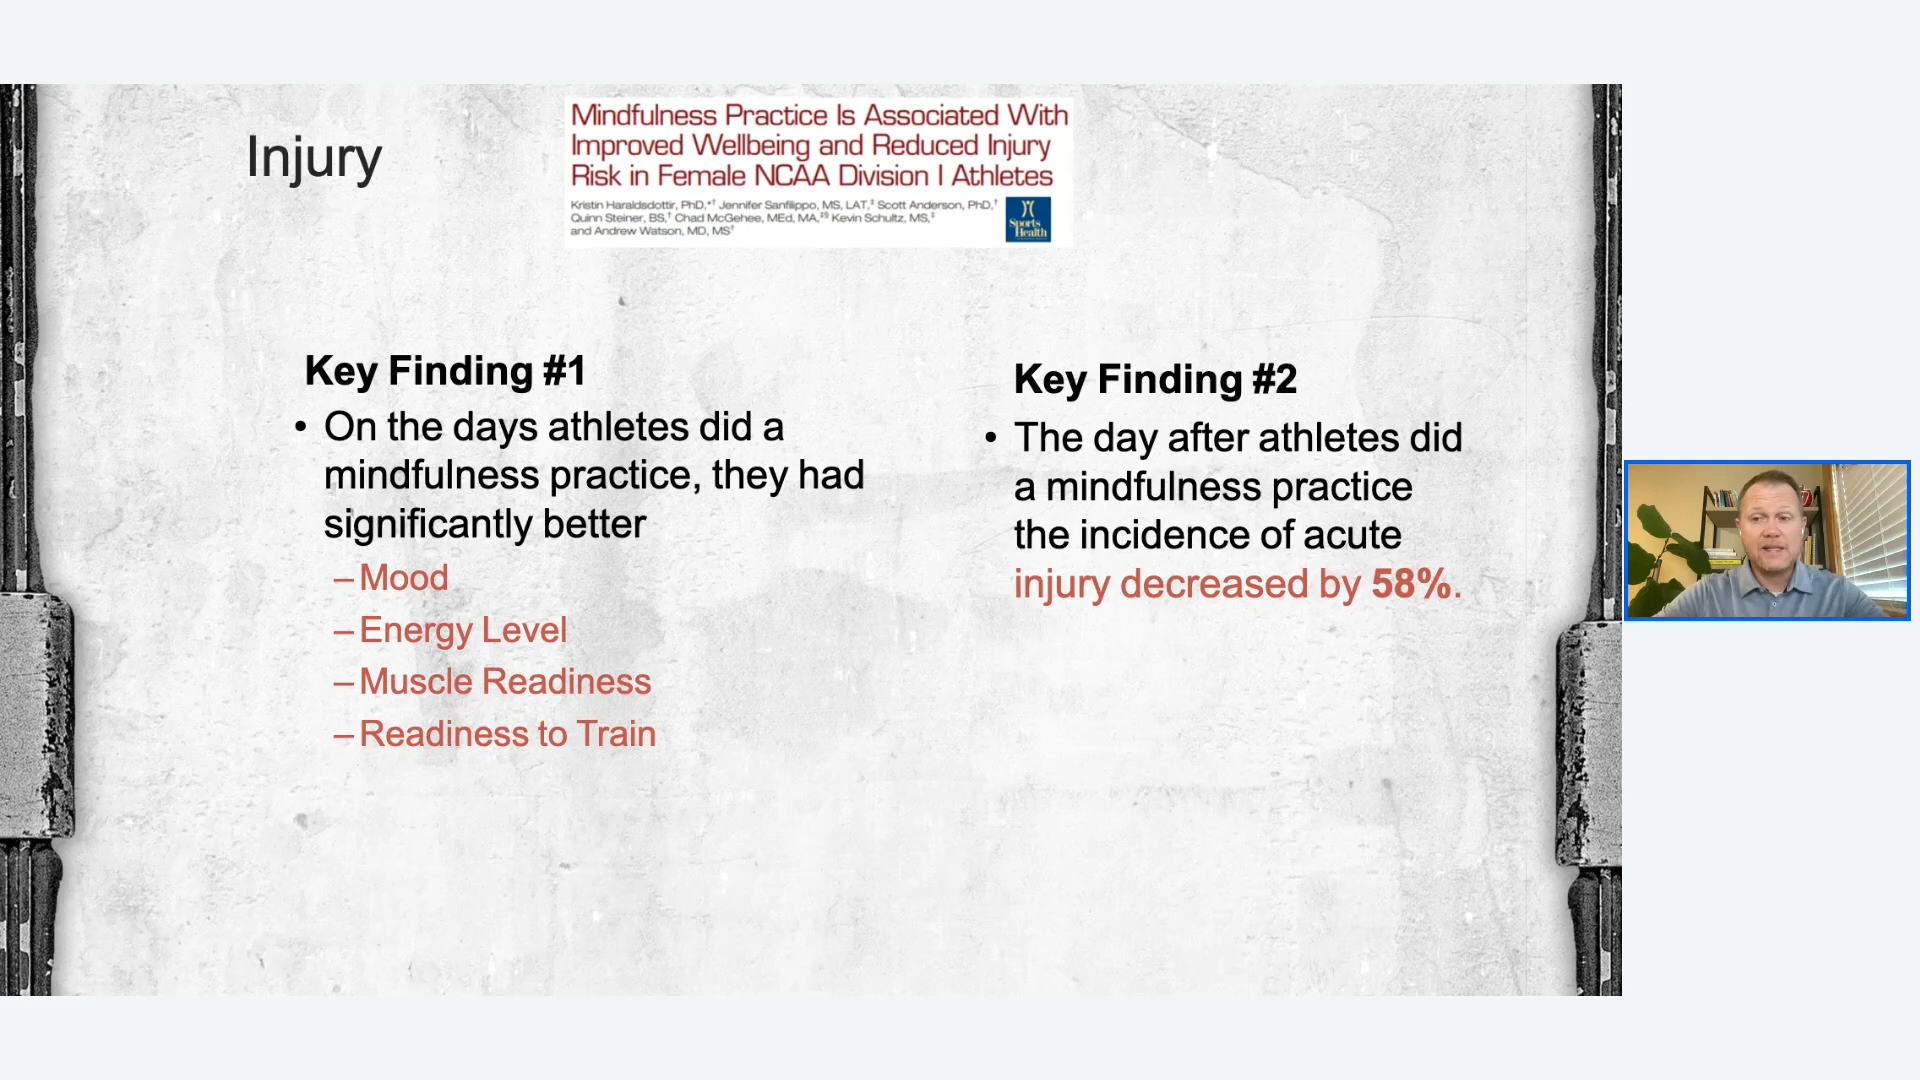 Injury
Mindfulness Practice Is Associated With
Improved Wellbeing and Reduced Injury
Risk in Female NCAA Division I Athletes
Kristin Haraldsdottir, PhD,*† Jennifer Sanfilippo, MS, LAT,‡ Scott Anderson, PhD,†
Quinn Steiner, BS,† Chad McGehee, MEd, MA,‡§ Kevin Schultz, MS,‡
and Andrew Watson, MD, MS†
Sports
Health
Key Finding #1
• On the days athletes did a
mindfulness practice, they had
significantly better
– Mood
– Energy Level
– Muscle Readiness
– Readiness to Train
Key Finding #2
• The day after athletes did
a mindfulness practice
the incidence of acute
injury decreased by 58%.